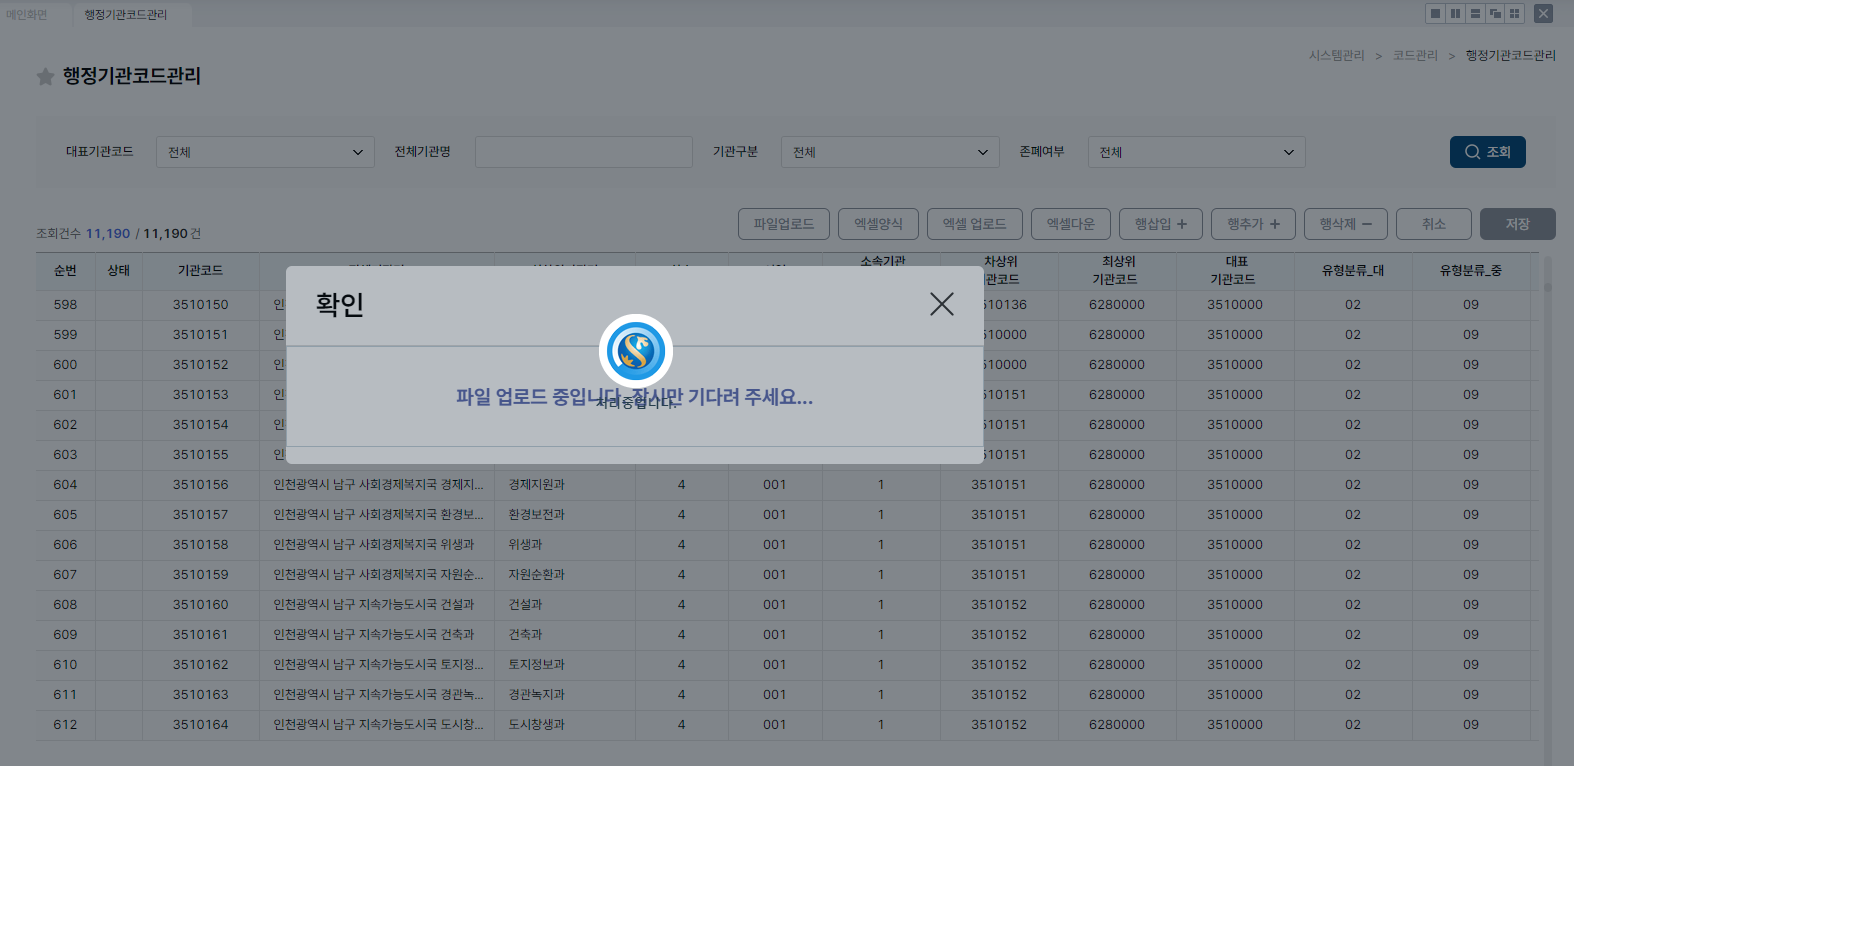 메인화면 행정기관코드관리
시스템관리 > 코드관리 > 행정기관코드관리
행정기관코드관리
대표기관코드 전체 전체기관명 기관구분 전체 존폐여부 전체 조회
조회건수 11,190 / 11,190 건 파일업로드 엑셀양식 엑셀 업로드 엑셀다운 행삽입 + 행추가 + 행삭제 − 취소 저장
순번 상태 기관코드 소속기관 차상위 최상위 기관코드 대표 기관코드 유형분류_대 유형분류_중
598 3510150 인 6280000 3510000 02 09
599 3510151 인 6280000 3510000 02 09
600 3510152 인 6280000 3510000 02 09
601 3510153 인 6280000 3510000 02 09
602 3510154 인 6280000 3510000 02 09
603 3510155 인 6280000 3510000 02 09
확인
파일 업로드 중입니다. 잠시만 기다려 주세요...
처리중입니다.
604 3510156 인천광역시 남구 사회경제복지국 경제지... 경제지원과 4 001 1 3510151 6280000 3510000 02 09
605 3510157 인천광역시 남구 사회경제복지국 환경보... 환경보전과 4 001 1 3510151 6280000 3510000 02 09
606 3510158 인천광역시 남구 사회경제복지국 위생과 위생과 4 001 1 3510151 6280000 3510000 02 09
607 3510159 인천광역시 남구 사회경제복지국 자원순... 자원순환과 4 001 1 3510151 6280000 3510000 02 09
608 3510160 인천광역시 남구 지속가능도시국 건설과 건설과 4 001 1 3510152 6280000 3510000 02 09
609 3510161 인천광역시 남구 지속가능도시국 건축과 건축과 4 001 1 3510152 6280000 3510000 02 09
610 3510162 인천광역시 남구 지속가능도시국 토지정... 토지정보과 4 001 1 3510152 6280000 3510000 02 09
611 3510163 인천광역시 남구 지속가능도시국 경관녹... 경관녹지과 4 001 1 3510152 6280000 3510000 02 09
612 3510164 인천광역시 남구 지속가능도시국 도시창... 도시창생과 4 001 1 3510152 6280000 3510000 02 09